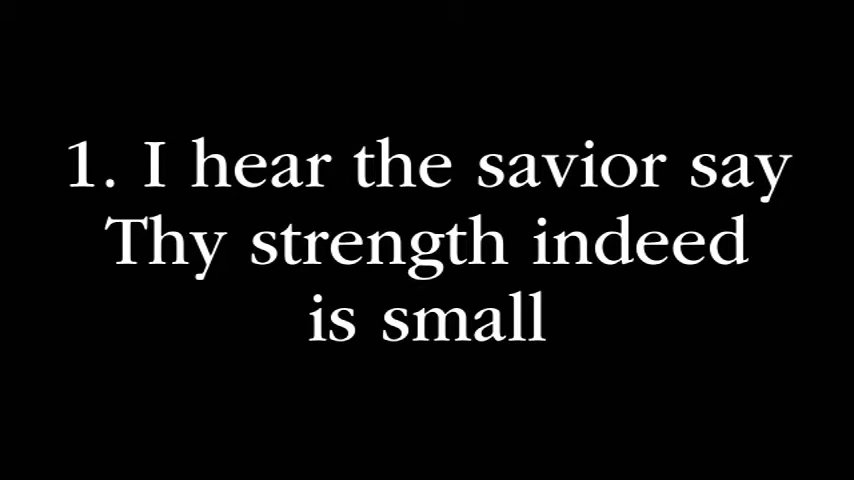 1. I hear the savior say
Thy strength indeed
is small